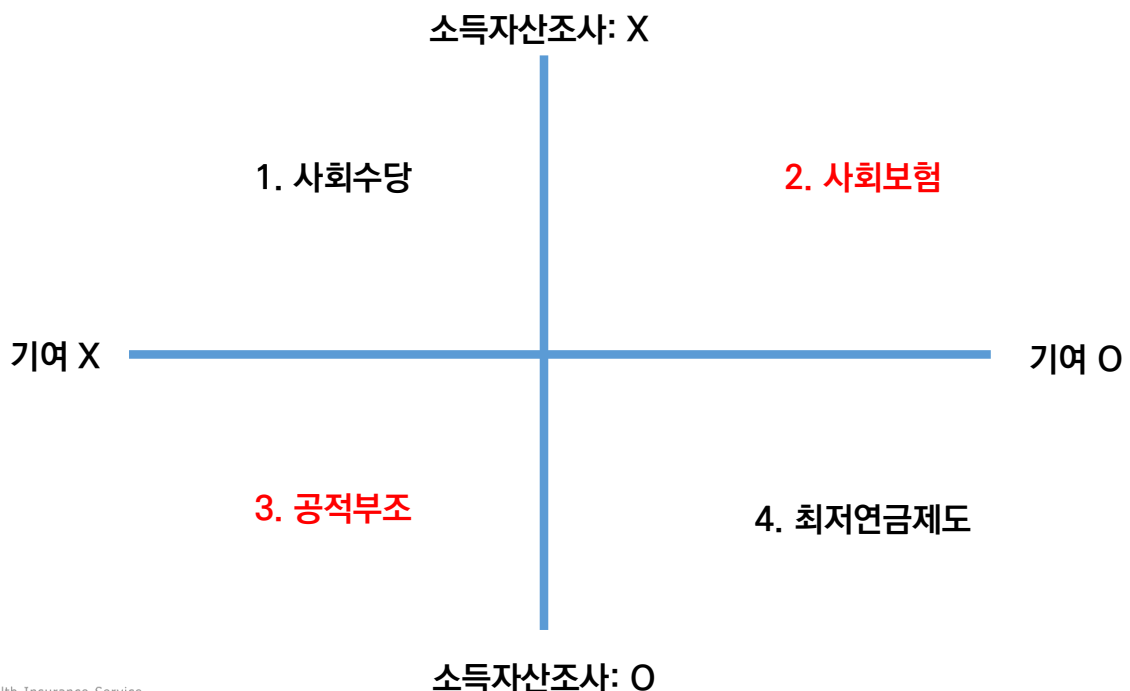 소득자산조사: X
1. 사회수당
2. 사회보험
기여 X
기여 O
3. 공적부조
4. 최저연금제도
소득자산조사: O
Insurance Service